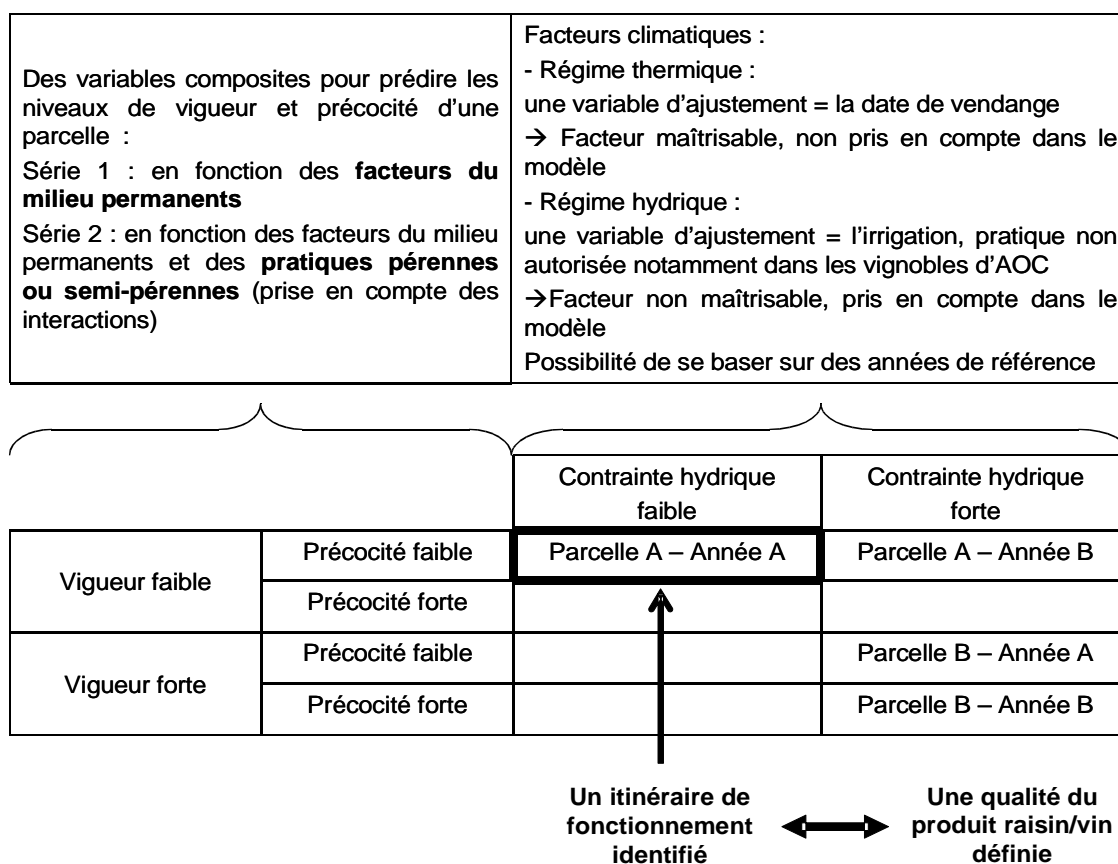 Des variables composites pour prédire les
niveaux de vigueur et précocité d'une
parcelle :
Série 1 : en fonction des facteurs du
milieu permanents
Série 2 : en fonction des facteurs du milieu
permanents et des pratiques pérennes
ou semi-pérennes (prise en compte des
interactions)
Facteurs climatiques :
- Régime thermique :
une variable d'ajustement = la date de vendange
→ Facteur maîtrisable, non pris en compte dans le
modèle
- Régime hydrique :
une variable d'ajustement = l'irrigation, pratique non
autorisée notamment dans les vignobles d'AOC
→Facteur non maîtrisable, pris en compte dans le
modèle
Possibilité de se baser sur des années de référence
Contrainte hydrique
faible
Contrainte hydrique
forte
Vigueur faible
Précocité faible
Parcelle A – Année A
Parcelle A – Année B
Précocité forte
Vigueur forte
Précocité faible
Parcelle B – Année A
Précocité forte
Parcelle B – Année B
Un itinéraire de
fonctionnement
identifié
Une qualité du
produit raisin/vin
définie